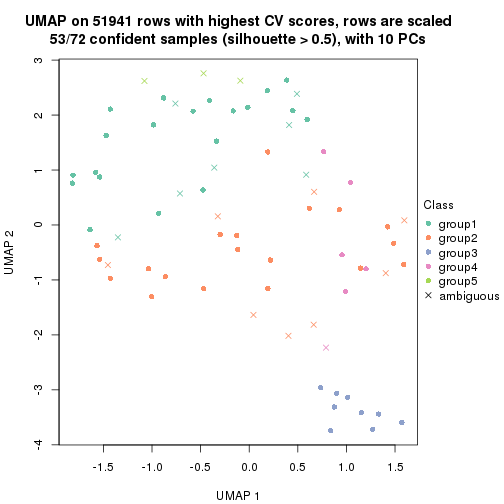 UMAP on 51941 rows with highest CV scores, rows are scaled
53/72 confident samples (silhouette > 0.5), with 10 PCs
3
2
1
0
-1
-2
-3
-4
UMAP 2
-1.5 -1.0 -0.5 0.0 0.5 1.0 1.5
UMAP 1
Class
group1
group2
group3
group4
group5
ambiguous